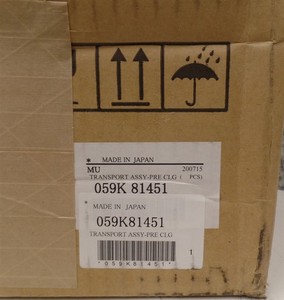 * MADE IN JAPAN
MU 200715
TRANSPORT ASSY-PRE CLG ( PCS)
059K 81451
* MADE IN JAPAN
059K81451
TRANSPORT ASSY-PRE CLG
1
*059K81451*